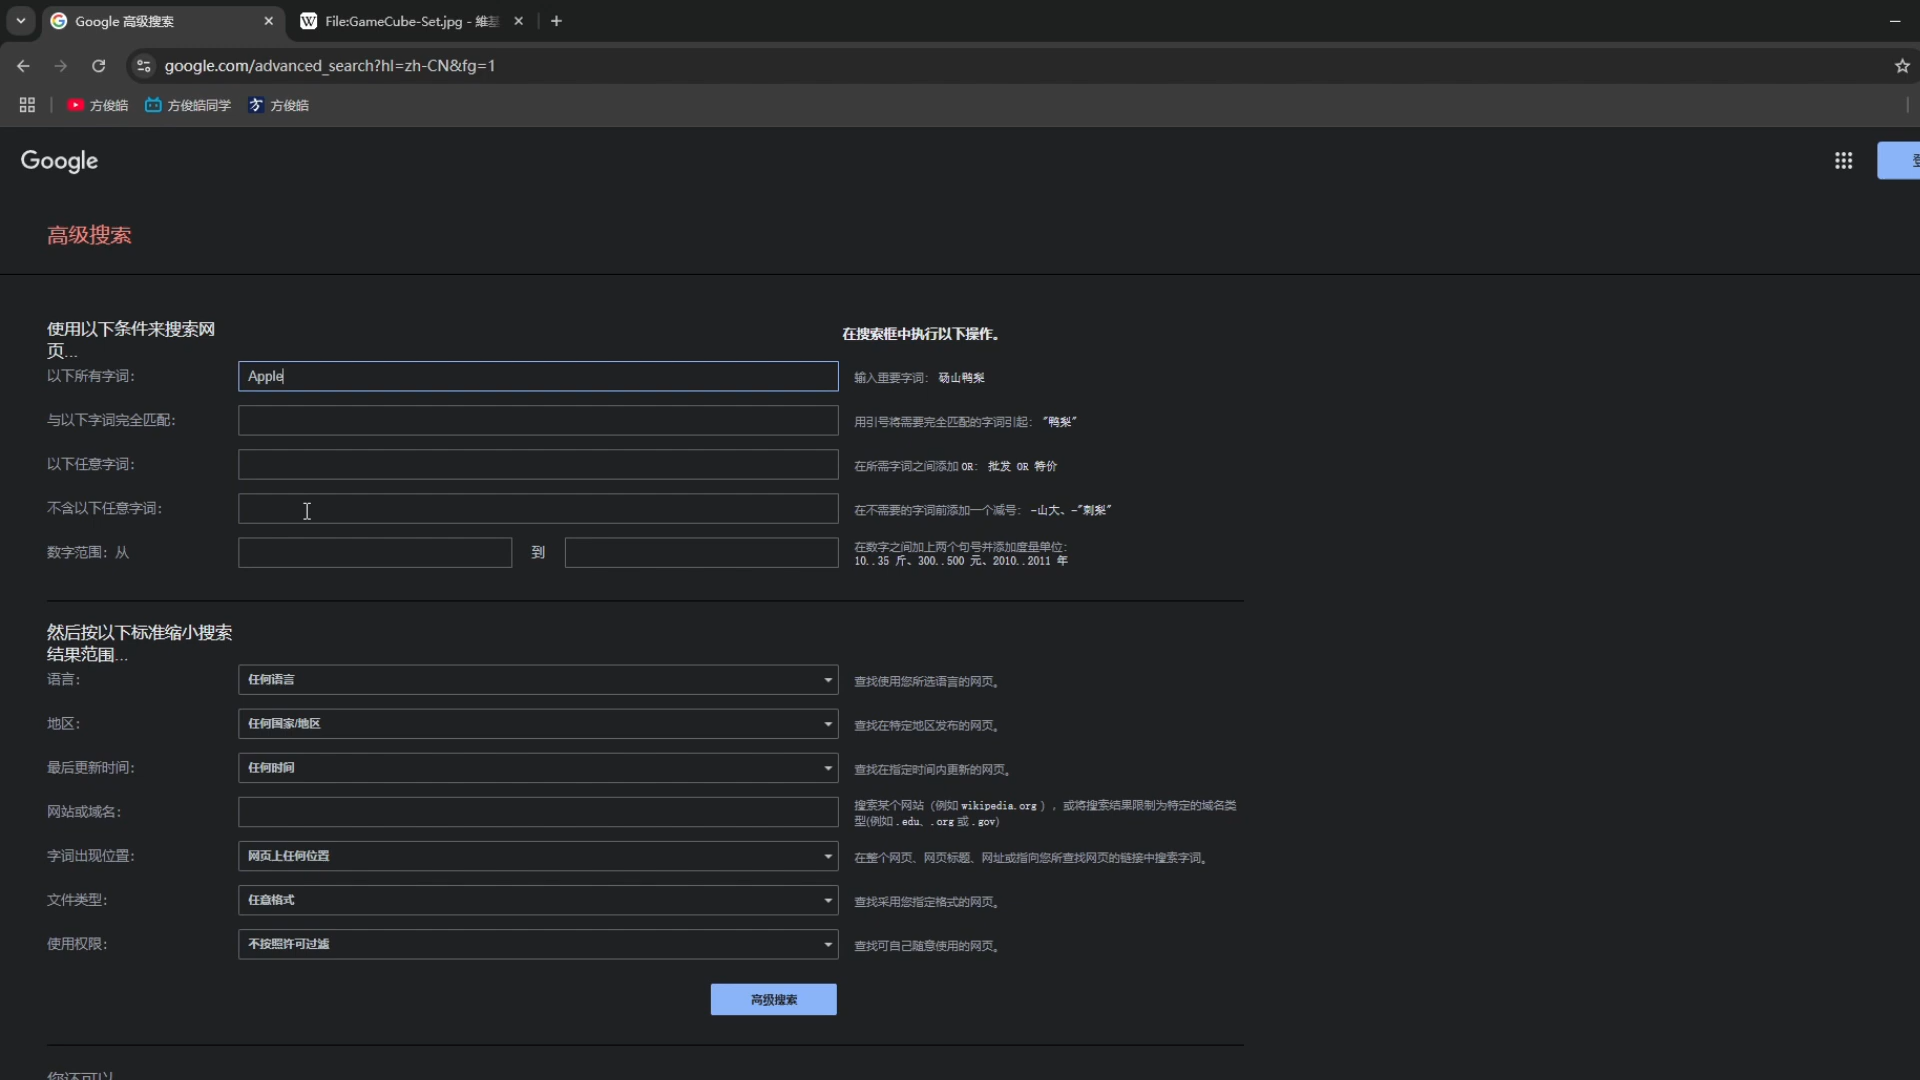 Google 高级搜索
File:GameCube-Set.jpg - 維基
google.com/advanced_search?hl=zh-CN&fg=1
方俊皓
方俊皓同学
方俊皓
Google
高级搜索
使用以下条件来搜索网
页...
在搜索框中执行以下操作。
以下所有字词:
Apple
输入重要字词: 砀山鸭梨
与以下字词完全匹配:
用引号将需要完全匹配的字词引起: "鸭梨"
以下任意字词:
在所需字词之间添加 OR: 批发 OR 特价
不含以下任意字词:
在不需要的字词前添加一个减号: -山大、-"刺梨"
数字范围: 从
到
在数字之间加上两个句号并添加度量单位:
10..35 斤、300..500 元、2010..2011 年
然后按以下标准缩小搜索
结果范围...
语言:
任何语言
查找使用您所选语言的网页。
地区:
任何国家/地区
查找在特定地区发布的网页。
最后更新时间:
任何时间
查找在指定时间内更新的网页。
网站或域名:
搜索某个网站（例如 wikipedia.org ），或将搜索结果限制为特定的域名类
型(例如 .edu、.org 或 .gov)
字词出现位置:
网页上任何位置
在整个网页、网页标题、网址或指向您所查找网页的链接中搜索字词。
文件类型:
任意格式
查找采用您指定格式的网页。
使用权限:
不按照许可过滤
查找可自己随意使用的网页。
高级搜索